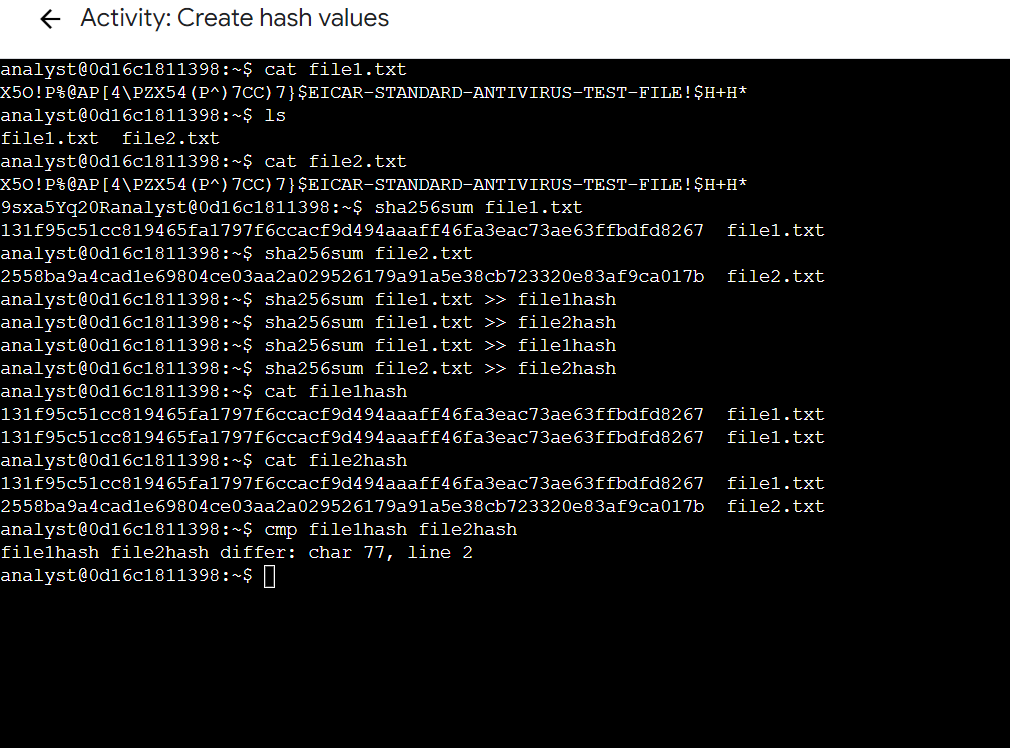 Activity: Create hash values
analyst@0d16c1811398:~$ cat file1.txt
X5O!P%@AP[4\PZX54(P^)7CC)7}$EICAR-STANDARD-ANTIVIRUS-TEST-FILE!$H+H*
analyst@0d16c1811398:~$ ls
file1.txt  file2.txt
analyst@0d16c1811398:~$ cat file2.txt
X5O!P%@AP[4\PZX54(P^)7CC)7}$EICAR-STANDARD-ANTIVIRUS-TEST-FILE!$H+H*
9sxa5Yq20Ranalyst@0d16c1811398:~$ sha256sum file1.txt
131f95c51cc819465fa1797f6ccacf9d494aaaff46fa3eac73ae63ffbdfd8267  file1.txt
analyst@0d16c1811398:~$ sha256sum file2.txt
2558ba9a4cad1e69804ce03aa2a029526179a91a5e38cb723320e83af9ca017b  file2.txt
analyst@0d16c1811398:~$ sha256sum file1.txt >> file1hash
analyst@0d16c1811398:~$ sha256sum file1.txt >> file2hash
analyst@0d16c1811398:~$ sha256sum file1.txt >> file1hash
analyst@0d16c1811398:~$ sha256sum file2.txt >> file2hash
analyst@0d16c1811398:~$ cat file1hash
131f95c51cc819465fa1797f6ccacf9d494aaaff46fa3eac73ae63ffbdfd8267  file1.txt
131f95c51cc819465fa1797f6ccacf9d494aaaff46fa3eac73ae63ffbdfd8267  file1.txt
analyst@0d16c1811398:~$ cat file2hash
131f95c51cc819465fa1797f6ccacf9d494aaaff46fa3eac73ae63ffbdfd8267  file1.txt
2558ba9a4cad1e69804ce03aa2a029526179a91a5e38cb723320e83af9ca017b  file2.txt
analyst@0d16c1811398:~$ cmp file1hash file2hash
file1hash file2hash differ: char 77, line 2
analyst@0d16c1811398:~$